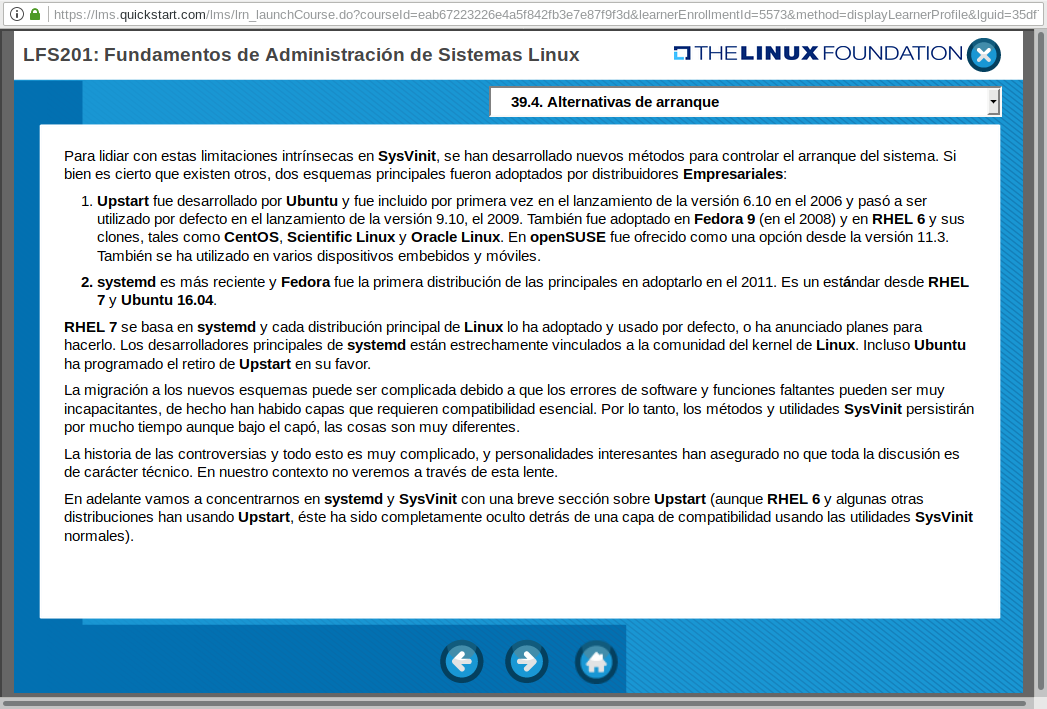 https://lms.quickstart.com/lms/lrn_launchCourse.do?courseId=eab67223226e4a5f842fb3e7e87f9f3d&learnerEnrollmentId=5573&method=displayLearnerProfile&lguid=35df
LFS201: Fundamentos de Administración de Sistemas Linux
THE LINUX FOUNDATION
39.4. Alternativas de arranque
Para lidiar con estas limitaciones intrínsecas en SysVinit, se han desarrollado nuevos métodos para controlar el arranque del sistema. Si
bien es cierto que existen otros, dos esquemas principales fueron adoptados por distribuidores Empresariales:
1. Upstart fue desarrollado por Ubuntu y fue incluido por primera vez en el lanzamiento de la versión 6.10 en el 2006 y pasó a ser
utilizado por defecto en el lanzamiento de la versión 9.10, el 2009. También fue adoptado en Fedora 9 (en el 2008) y en RHEL 6 y sus
clones, tales como CentOS, Scientific Linux y Oracle Linux. En openSUSE fue ofrecido como una opción desde la versión 11.3.
También se ha utilizado en varios dispositivos embebidos y móviles.
2. systemd es más reciente y Fedora fue la primera distribución de las principales en adoptarlo en el 2011. Es un estándar desde RHEL
7 y Ubuntu 16.04.
RHEL 7 se basa en systemd y cada distribución principal de Linux lo ha adoptado y usado por defecto, o ha anunciado planes para
hacerlo. Los desarrolladores principales de systemd están estrechamente vinculados a la comunidad del kernel de Linux. Incluso Ubuntu
ha programado el retiro de Upstart en su favor.
La migración a los nuevos esquemas puede ser complicada debido a que los errores de software y funciones faltantes pueden ser muy
incapacitantes, de hecho han habido capas que requieren compatibilidad esencial. Por lo tanto, los métodos y utilidades SysVinit persistirán
por mucho tiempo aunque bajo el capó, las cosas son muy diferentes.
La historia de las controversias y todo esto es muy complicado, y personalidades interesantes han asegurado no que toda la discusión es
de carácter técnico. En nuestro contexto no veremos a través de esta lente.
En adelante vamos a concentrarnos en systemd y SysVinit con una breve sección sobre Upstart (aunque RHEL 6 y algunas otras
distribuciones han usando Upstart, éste ha sido completamente oculto detrás de una capa de compatibilidad usando las utilidades SysVinit
normales).